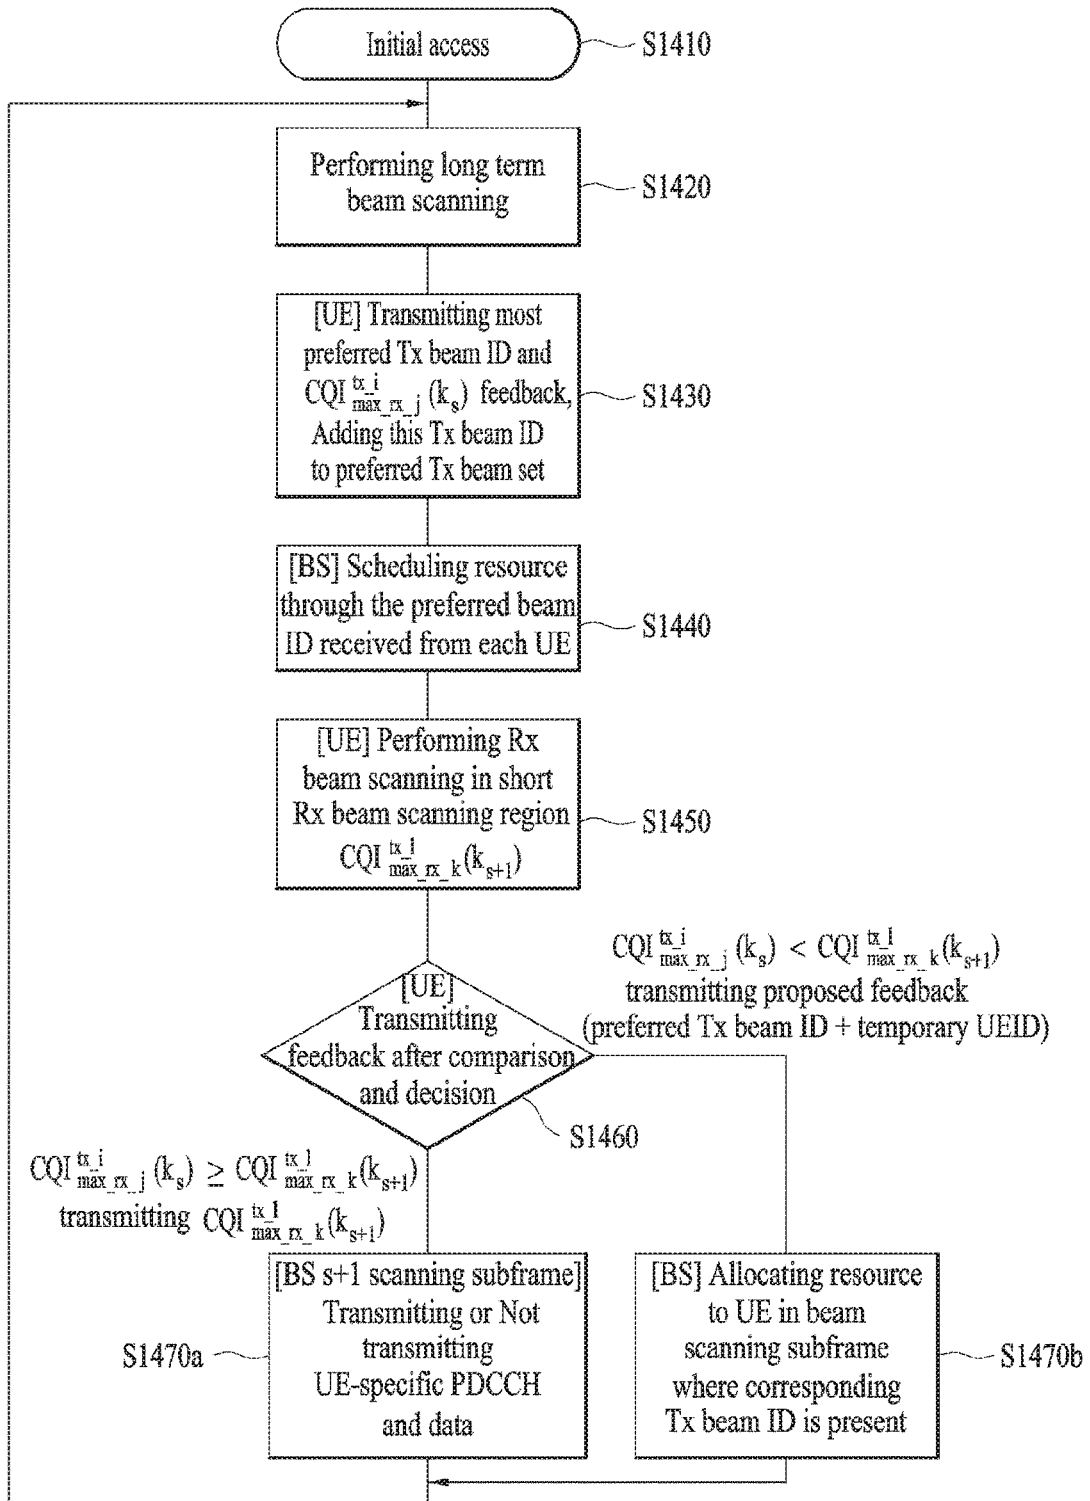 Initial access
S1410
Performing long term
beam scanning
S1420
[UE] Transmitting most
preferred Tx beam ID and
CQI tx_i max_rx_j (ks) feedback,
Adding this Tx beam ID
to preferred Tx beam set
S1430
[BS] Scheduling resource
through the preferred beam
ID received from each UE
S1440
[UE] Performing Rx
beam scanning in short
Rx beam scanning region
CQI tx_l max_rx_k(ks+1)
S1450
CQI tx_i max_rx_j (ks) < CQI tx_l max_rx_k(ks+1)
transmitting proposed feedback
(preferred Tx beam ID + temporary UEID)
[UE]
Transmitting
feedback after comparison
and decision
S1460
CQI tx_i max_rx_j (ks) ≥ CQI tx_l max_rx_k(ks+1)
transmitting CQI tx_l max_rx_k(ks+1)
[BS s+1 scanning subframe]
Transmitting or Not
transmitting
UE-specific PDCCH
and data
S1470a
[BS] Allocating resource
to UE in beam
scanning subframe
where corresponding
Tx beam ID is present
S1470b